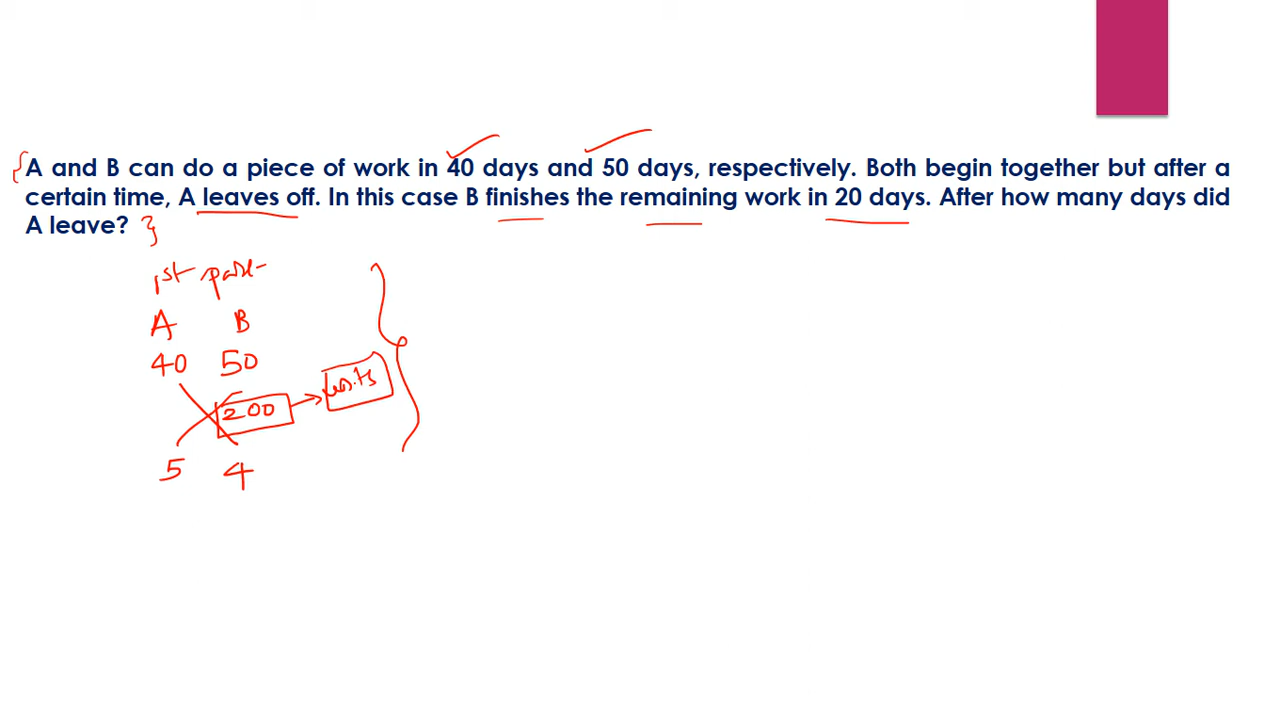 A and B can do a piece of work in 40 days and 50 days, respectively. Both begin together but after a
certain time, A leaves off. In this case B finishes the remaining work in 20 days. After how many days did
A leave?
1st part
A B
40 50
200 → units
5 4